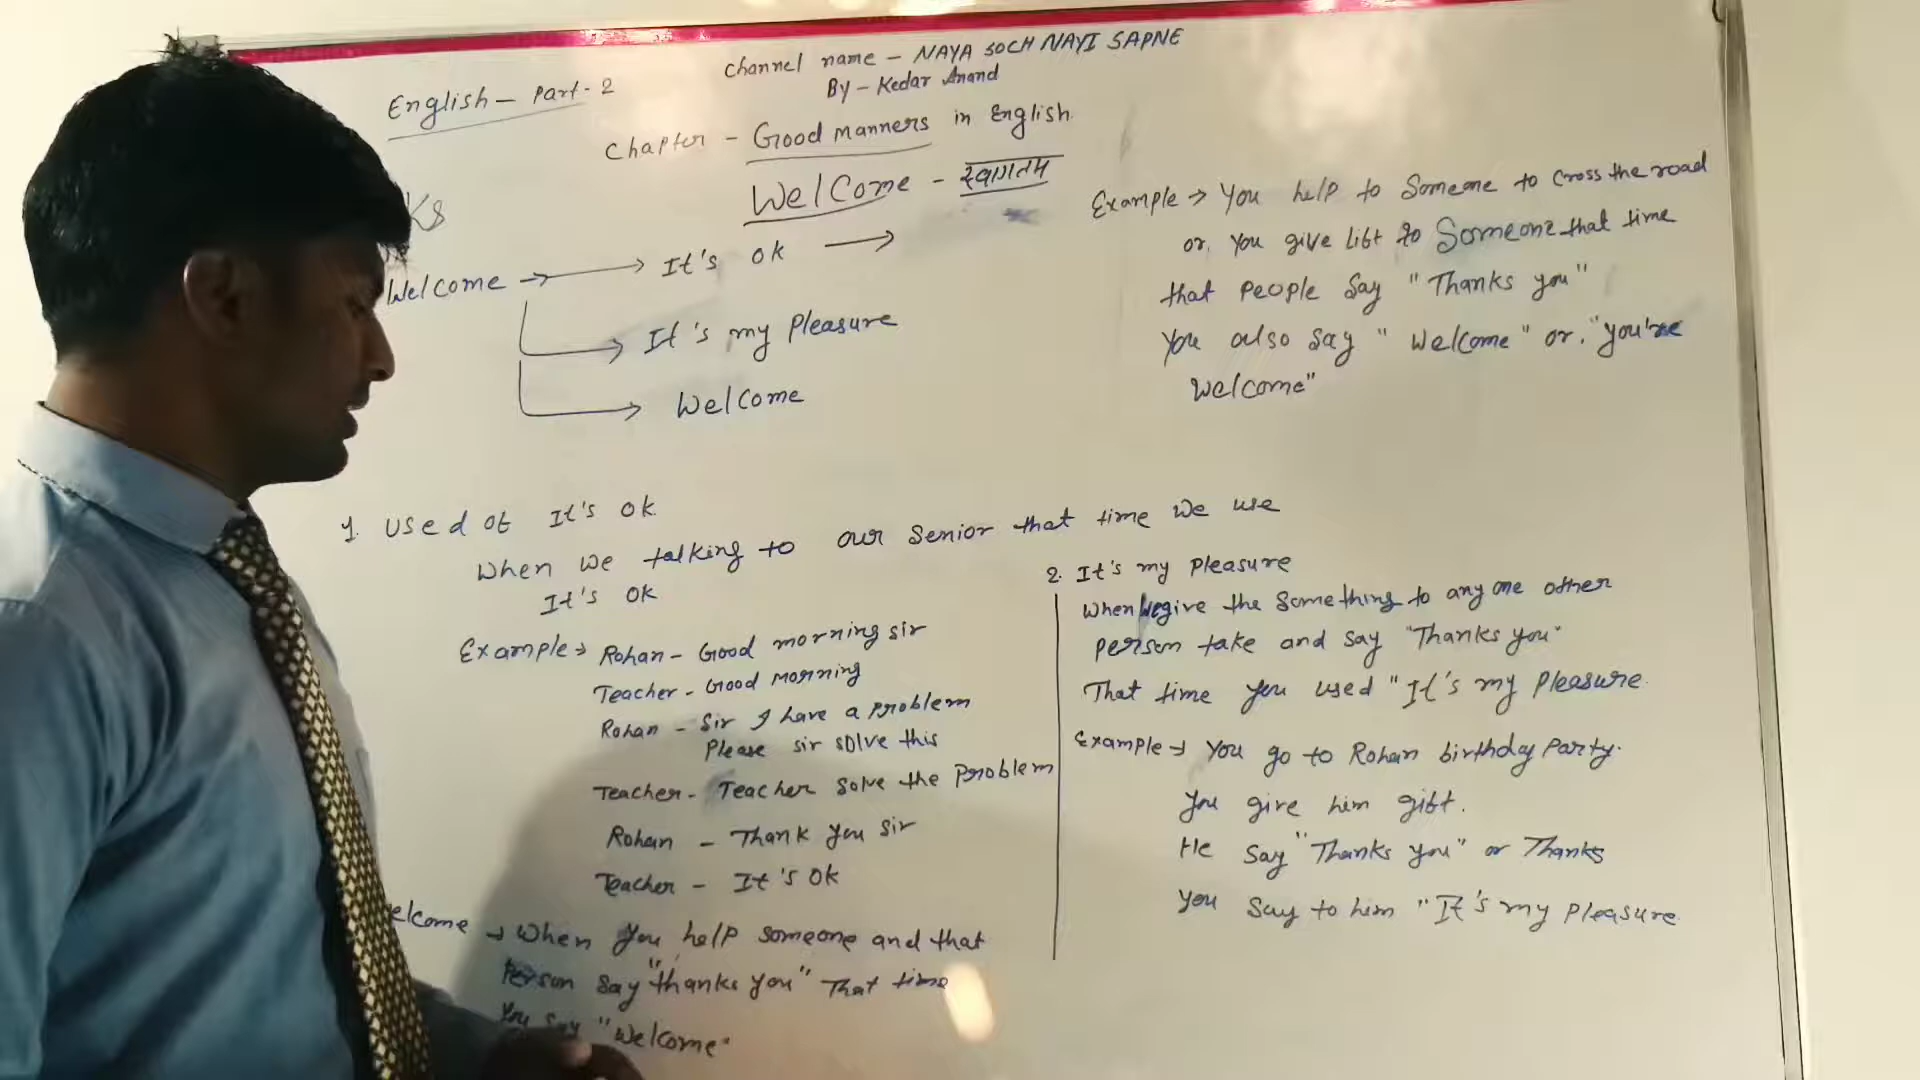 English - Part - 2
Channel name - NAYA SOCH NAYI SAPNE
By - Kedar Anand
Chapter - Good manners in English.
WelCome - स्वागतम
KS
Welcome → It's ok →
→ It's my Pleasure
→ Welcome
Example → You help to Someone to cross the road
or, you give lift to Someone that time
that people Say "Thanks you"
You also say "Welcome" or, "you're
welcome"
1. Used of It's ok.
When we talking to our Senior that time we use
It's ok
Example → Rohan - Good morning sir
Teacher - Good morning
Rohan - Sir I have a problem
Please sir solve this
Teacher - Teacher solve the Problem
Rohan - Thank you sir
Teacher - It's ok
elcome → When you help someone and that
Person say "thanks you" That time
You say "Welcome"
2. It's my pleasure
When we give the something to any one other
person take and say "Thanks you"
That time you used "It's my Pleasure.
Example → You go to Rohan birthday Party.
You give him gift.
He say "Thanks you" or Thanks
You say to him "It's my pleasure